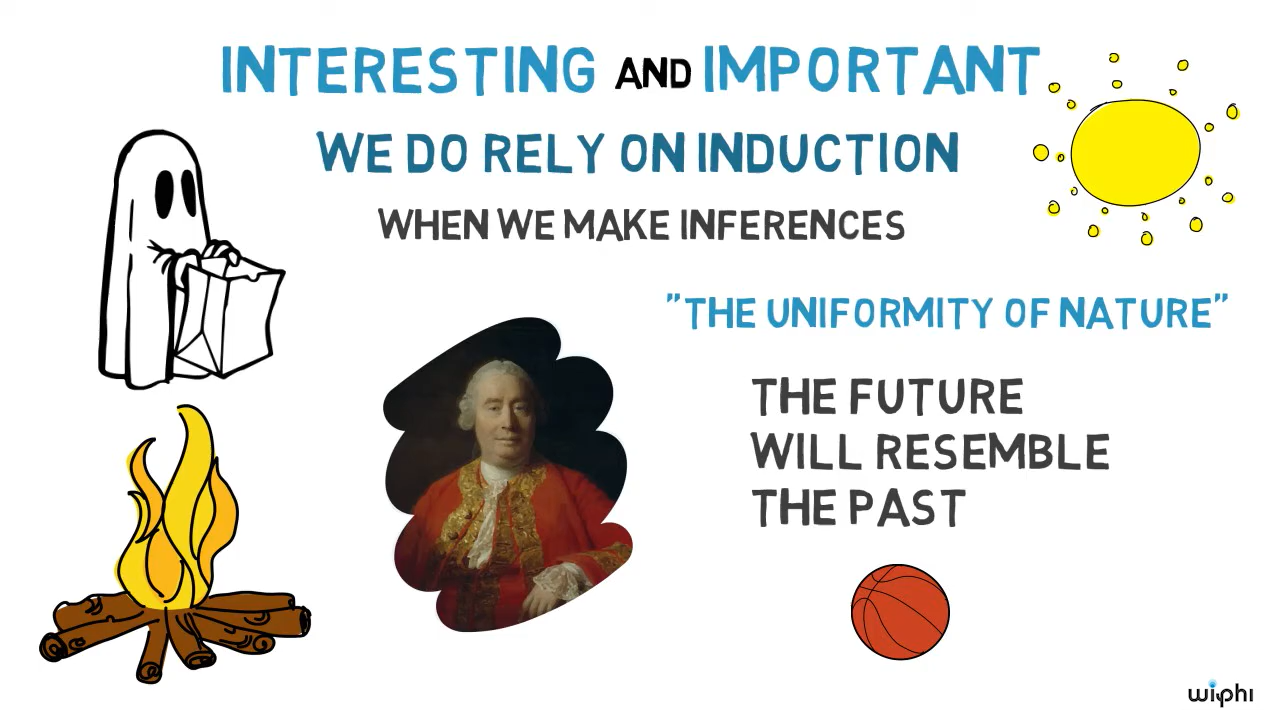 INTERESTING AND IMPORTANT
WE DO RELY ON INDUCTION
WHEN WE MAKE INFERENCES
"THE UNIFORMITY OF NATURE"
THE FUTURE
WILL RESEMBLE
THE PAST
wiphi